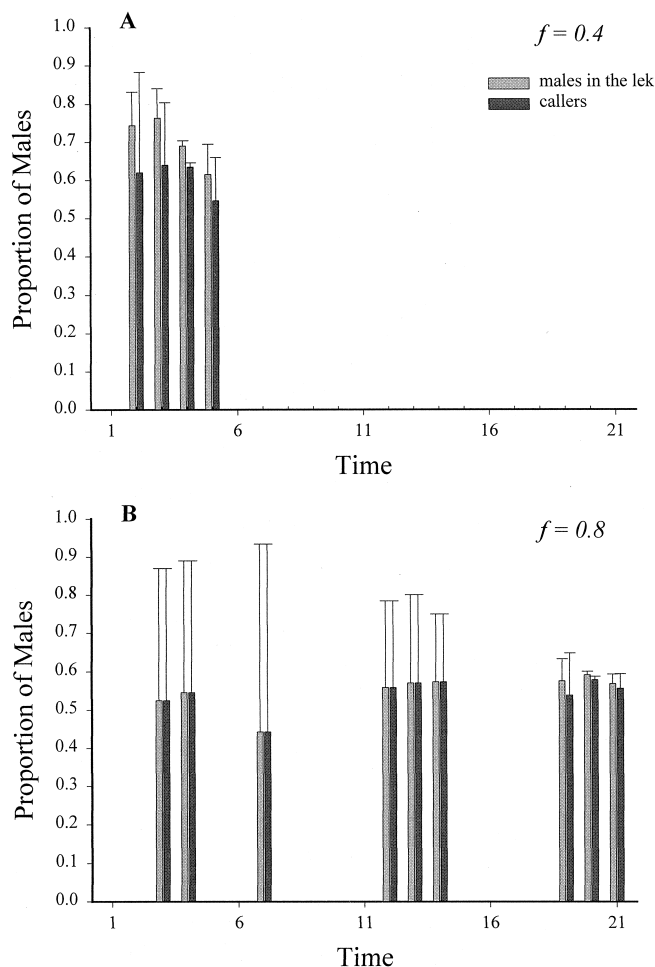 A
f = 0.4
males in the lek
callers
Proportion of Males
1.0
0.9
0.8
0.7
0.6
0.5
0.4
0.3
0.2
0.1
0.0
1 6 11 16 21
Time
B
f = 0.8
Proportion of Males
1.0
0.9
0.8
0.7
0.6
0.5
0.4
0.3
0.2
0.1
0.0
1 6 11 16 21
Time